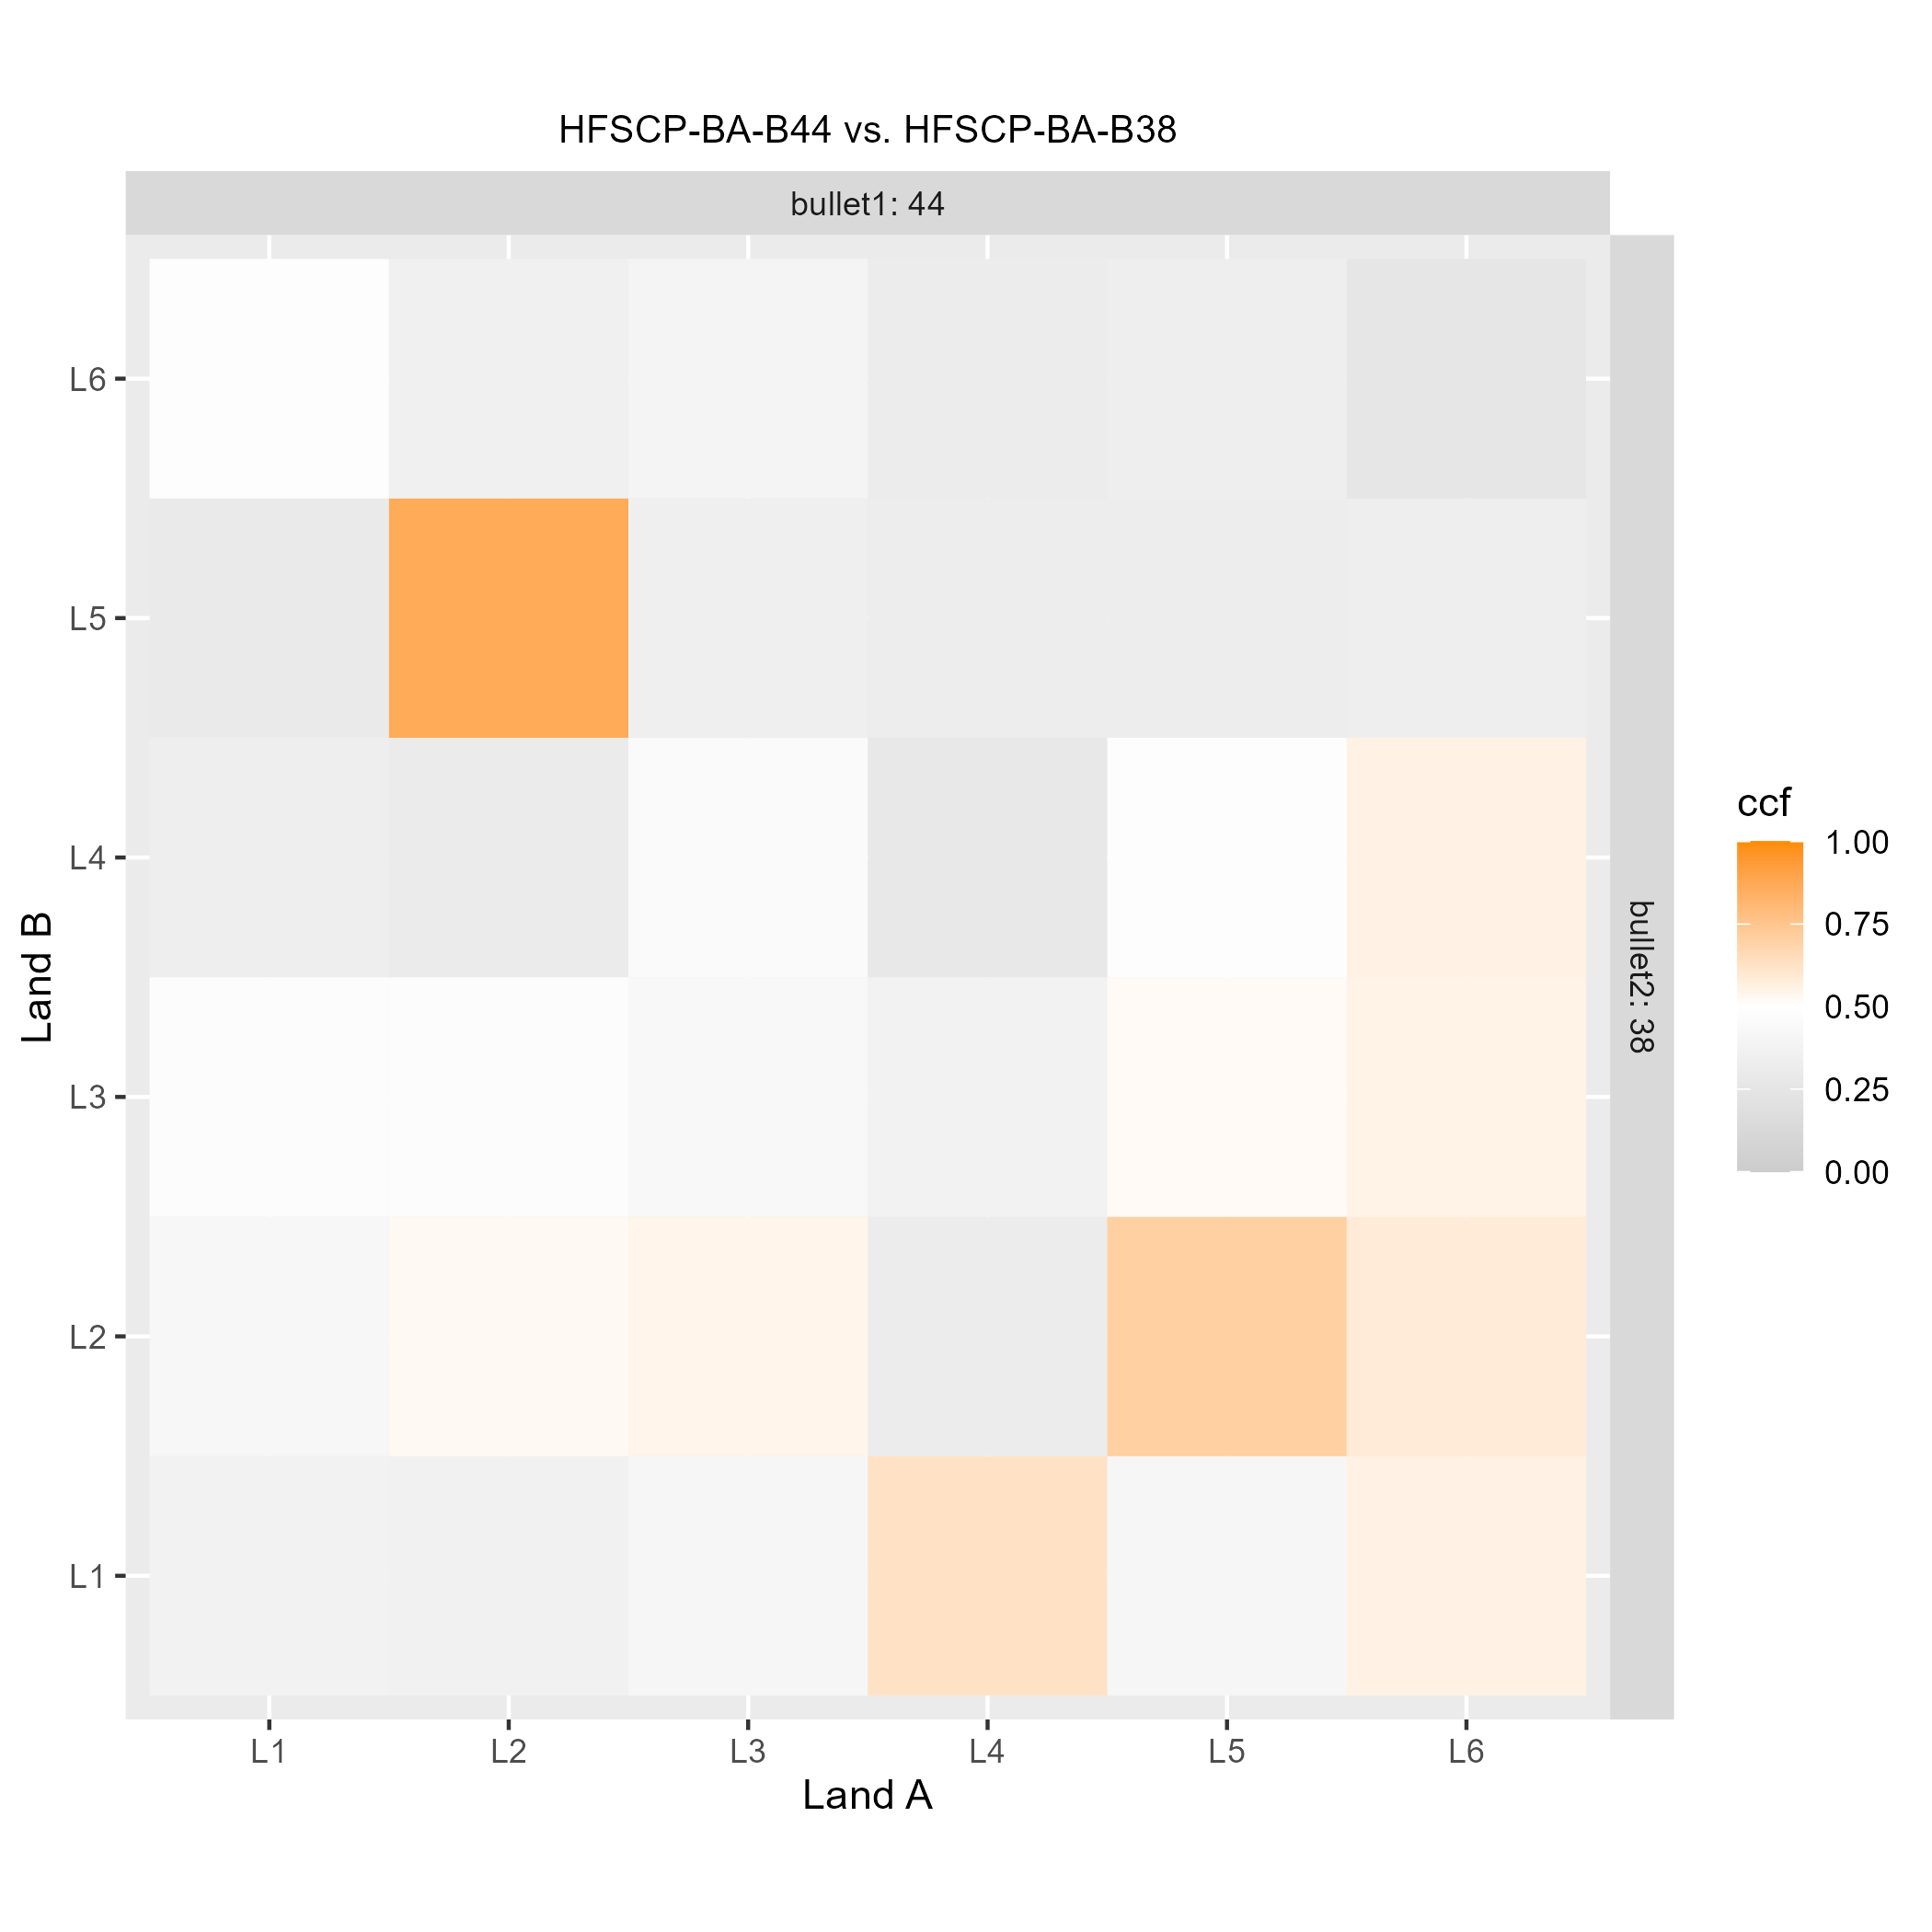 HFSCP-BA-B44 vs. HFSCP-BA-B38
bullet1: 44
L6
L5
L4
L3
L2
L1
Land B
L1 L2 L3 L4 L5 L6
Land A
bullet2: 38
ccf
1.00
0.75
0.50
0.25
0.00